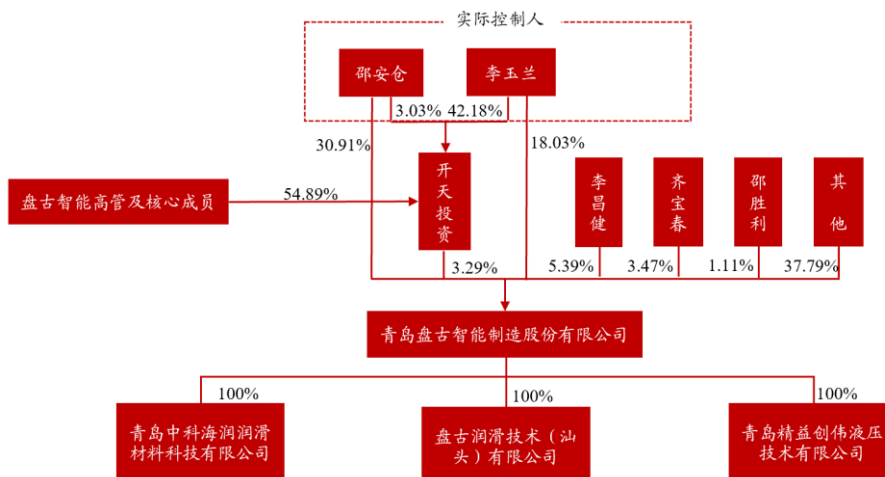 实际控制人
邵安仓
李玉兰
3.03%
42.18%
30.91%
18.03%
盘古智能高管及核心成员
54.89%
开天投资
李昌健
齐宝春
邵胜利
其他
3.29%
5.39%
3.47%
1.11%
37.79%
青岛盘古智能制造股份有限公司
100%
100%
100%
青岛中科海润润滑
材料科技有限公司
盘古润滑技术（汕
头）有限公司
青岛精益创伟液压
技术有限公司